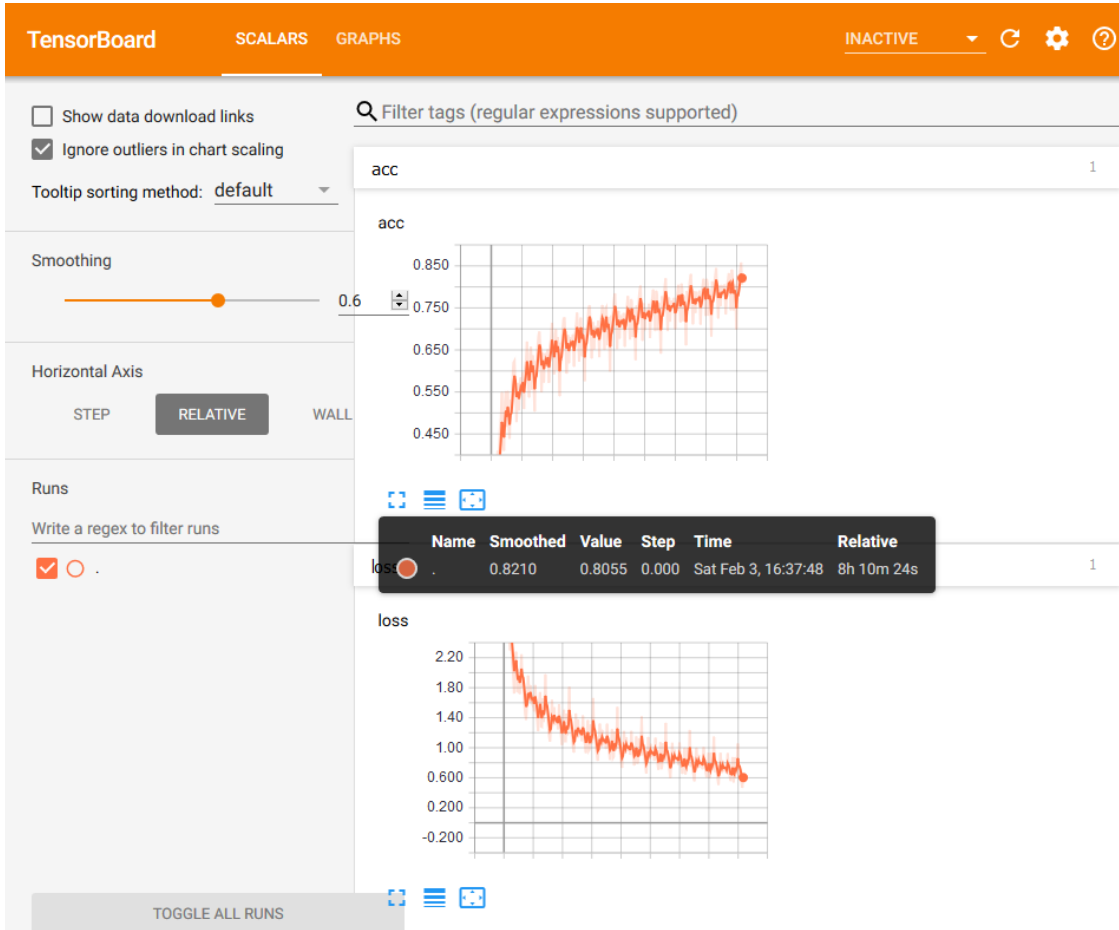 TensorBoard SCALARS GRAPHS INACTIVE
Show data download links
Ignore outliers in chart scaling
Tooltip sorting method: default
Smoothing
0.6
Horizontal Axis
STEP RELATIVE WALL
Runs
Write a regex to filter runs
.
TOGGLE ALL RUNS
Filter tags (regular expressions supported)
acc 1
acc
0.850
0.750
0.650
0.550
0.450
Name Smoothed Value Step Time Relative
. 0.8210 0.8055 0.000 Sat Feb 3, 16:37:48 8h 10m 24s
loss 1
loss
2.20
1.80
1.40
1.00
0.600
0.200
-0.200